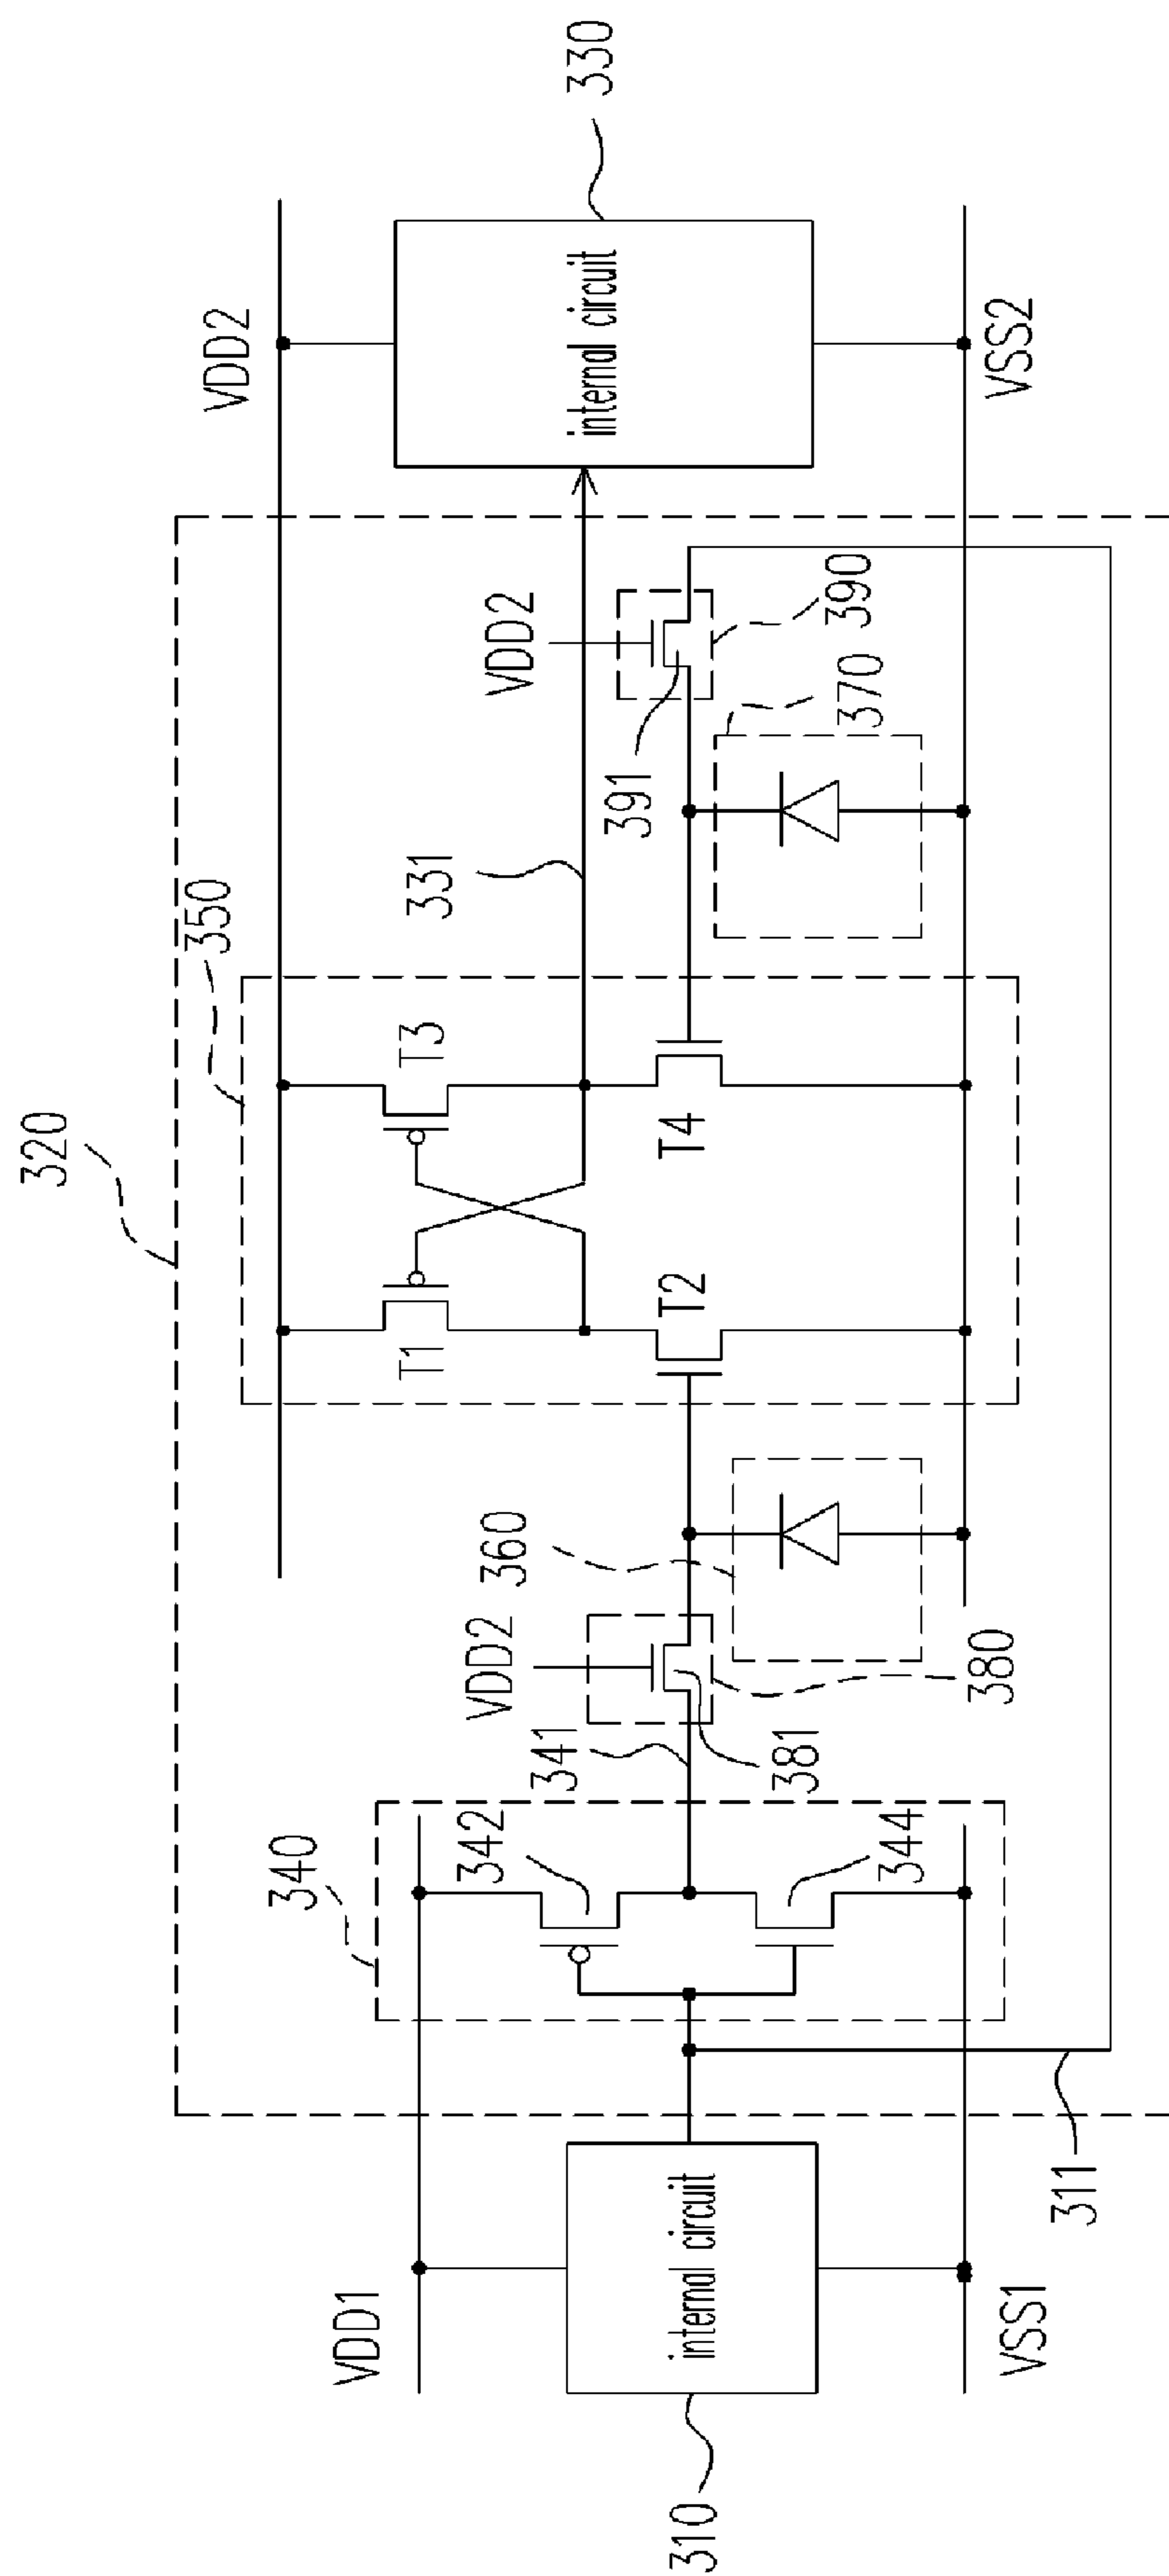 320
350
VDD2
330
331
VDD2
T1
T3
internal circuit
340
VDD1
342
341
VDD2
360
T2
T4
391
370
390
VSS2
310
internal circuit
344
381
380
311
VSS1